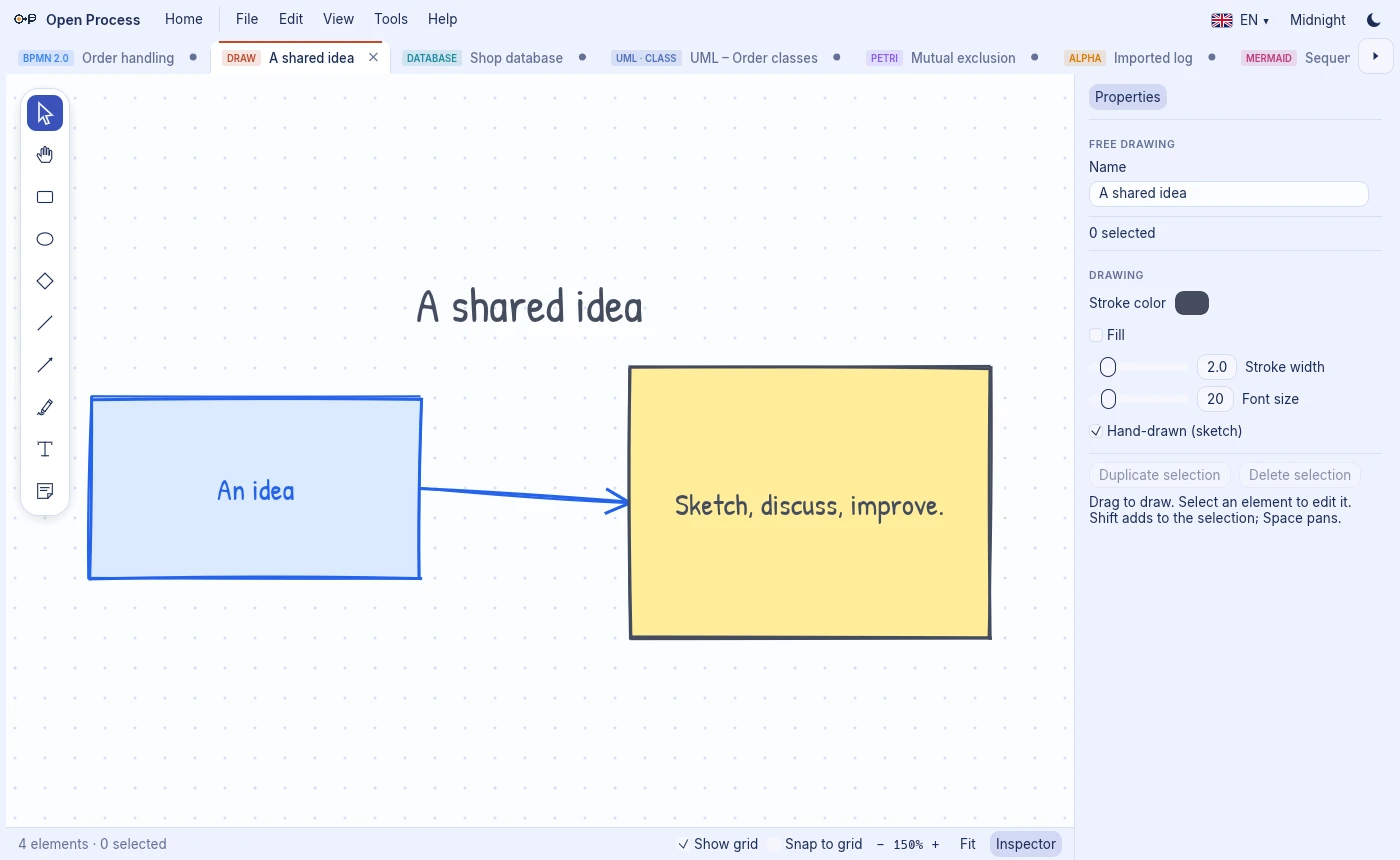 Open Process Home File Edit View Tools Help EN ▾ Midnight
BPMN 2.0 Order handling DRAW A shared idea DATABASE Shop database UML · CLASS UML – Order classes PETRI Mutual exclusion ALPHA Imported log MERMAID Sequer
Properties
FREE DRAWING
Name
A shared idea
0 selected
DRAWING
Stroke color
Fill
2.0 Stroke width
20 Font size
Hand-drawn (sketch)
Duplicate selection Delete selection
Drag to draw. Select an element to edit it.
Shift adds to the selection; Space pans.
A shared idea
An idea
Sketch, discuss, improve.
4 elements · 0 selected Show grid Snap to grid − 150% + Fit Inspector